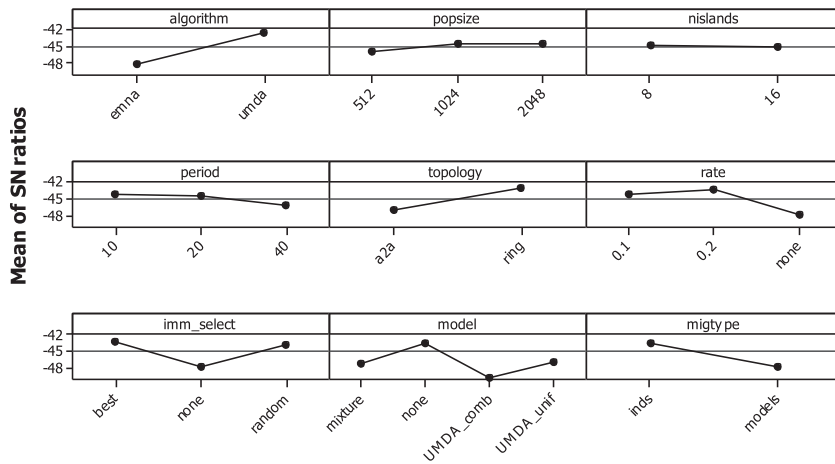 Mean of SN ratios
algorithm popsize nislands
-42
-45
-48
emna umda 512 1024 2048 8 16
period topology rate
-42
-45
-48
10 20 40 a2a ring 0.1 0.2 none
imm_select model migtype
-42
-45
-48
best none random mixture none UMDA_comb UMDA_unif inds models